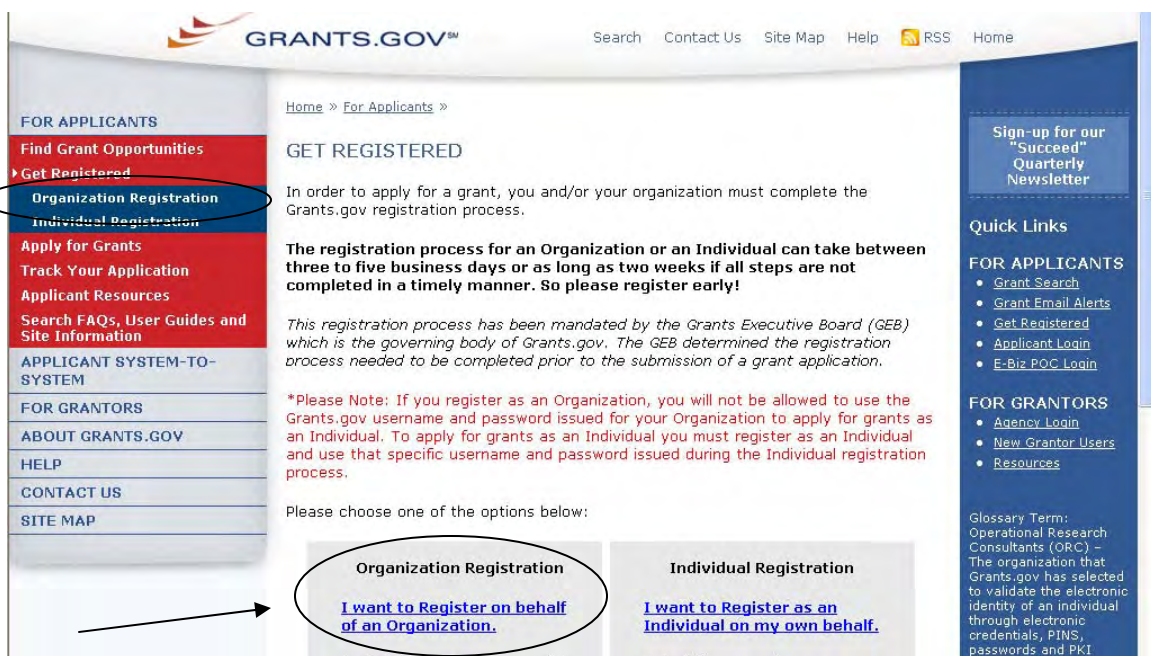 GRANTS.GOV℠
Search Contact Us Site Map Help RSS Home
FOR APPLICANTS
Find Grant Opportunities
Get Registered
Organization Registration
Individual Registration
Apply for Grants
Track Your Application
Applicant Resources
Search FAQs, User Guides and
Site Information
APPLICANT SYSTEM-TO-
SYSTEM
FOR GRANTORS
ABOUT GRANTS.GOV
HELP
CONTACT US
SITE MAP
Home » For Applicants »
GET REGISTERED
In order to apply for a grant, you and/or your organization must complete the
Grants.gov registration process.
The registration process for an Organization or an Individual can take between
three to five business days or as long as two weeks if all steps are not
completed in a timely manner. So please register early!
This registration process has been mandated by the Grants Executive Board (GEB)
which is the governing body of Grants.gov. The GEB determined the registration
process needed to be completed prior to the submission of a grant application.
*Please Note: If you register as an Organization, you will not be allowed to use the
Grants.gov username and password issued for your Organization to apply for grants as
an Individual. To apply for grants as an Individual you must register as an Individual
and use that specific username and password issued during the Individual registration
process.
Please choose one of the options below:
Organization Registration
I want to Register on behalf
of an Organization.
Individual Registration
I want to Register as an
Individual on my own behalf.
Sign-up for our
"Succeed"
Quarterly
Newsletter
Quick Links
FOR APPLICANTS
• Grant Search
• Grant Email Alerts
• Get Registered
• Applicant Login
• E-Biz POC Login
FOR GRANTORS
• Agency Login
• New Grantor Users
• Resources
Glossary Term:
Operational Research
Consultants (ORC) –
The organization that
Grants.gov has selected
to validate the electronic
identity of an individual
through electronic
credentials, PINS,
passwords and PKI